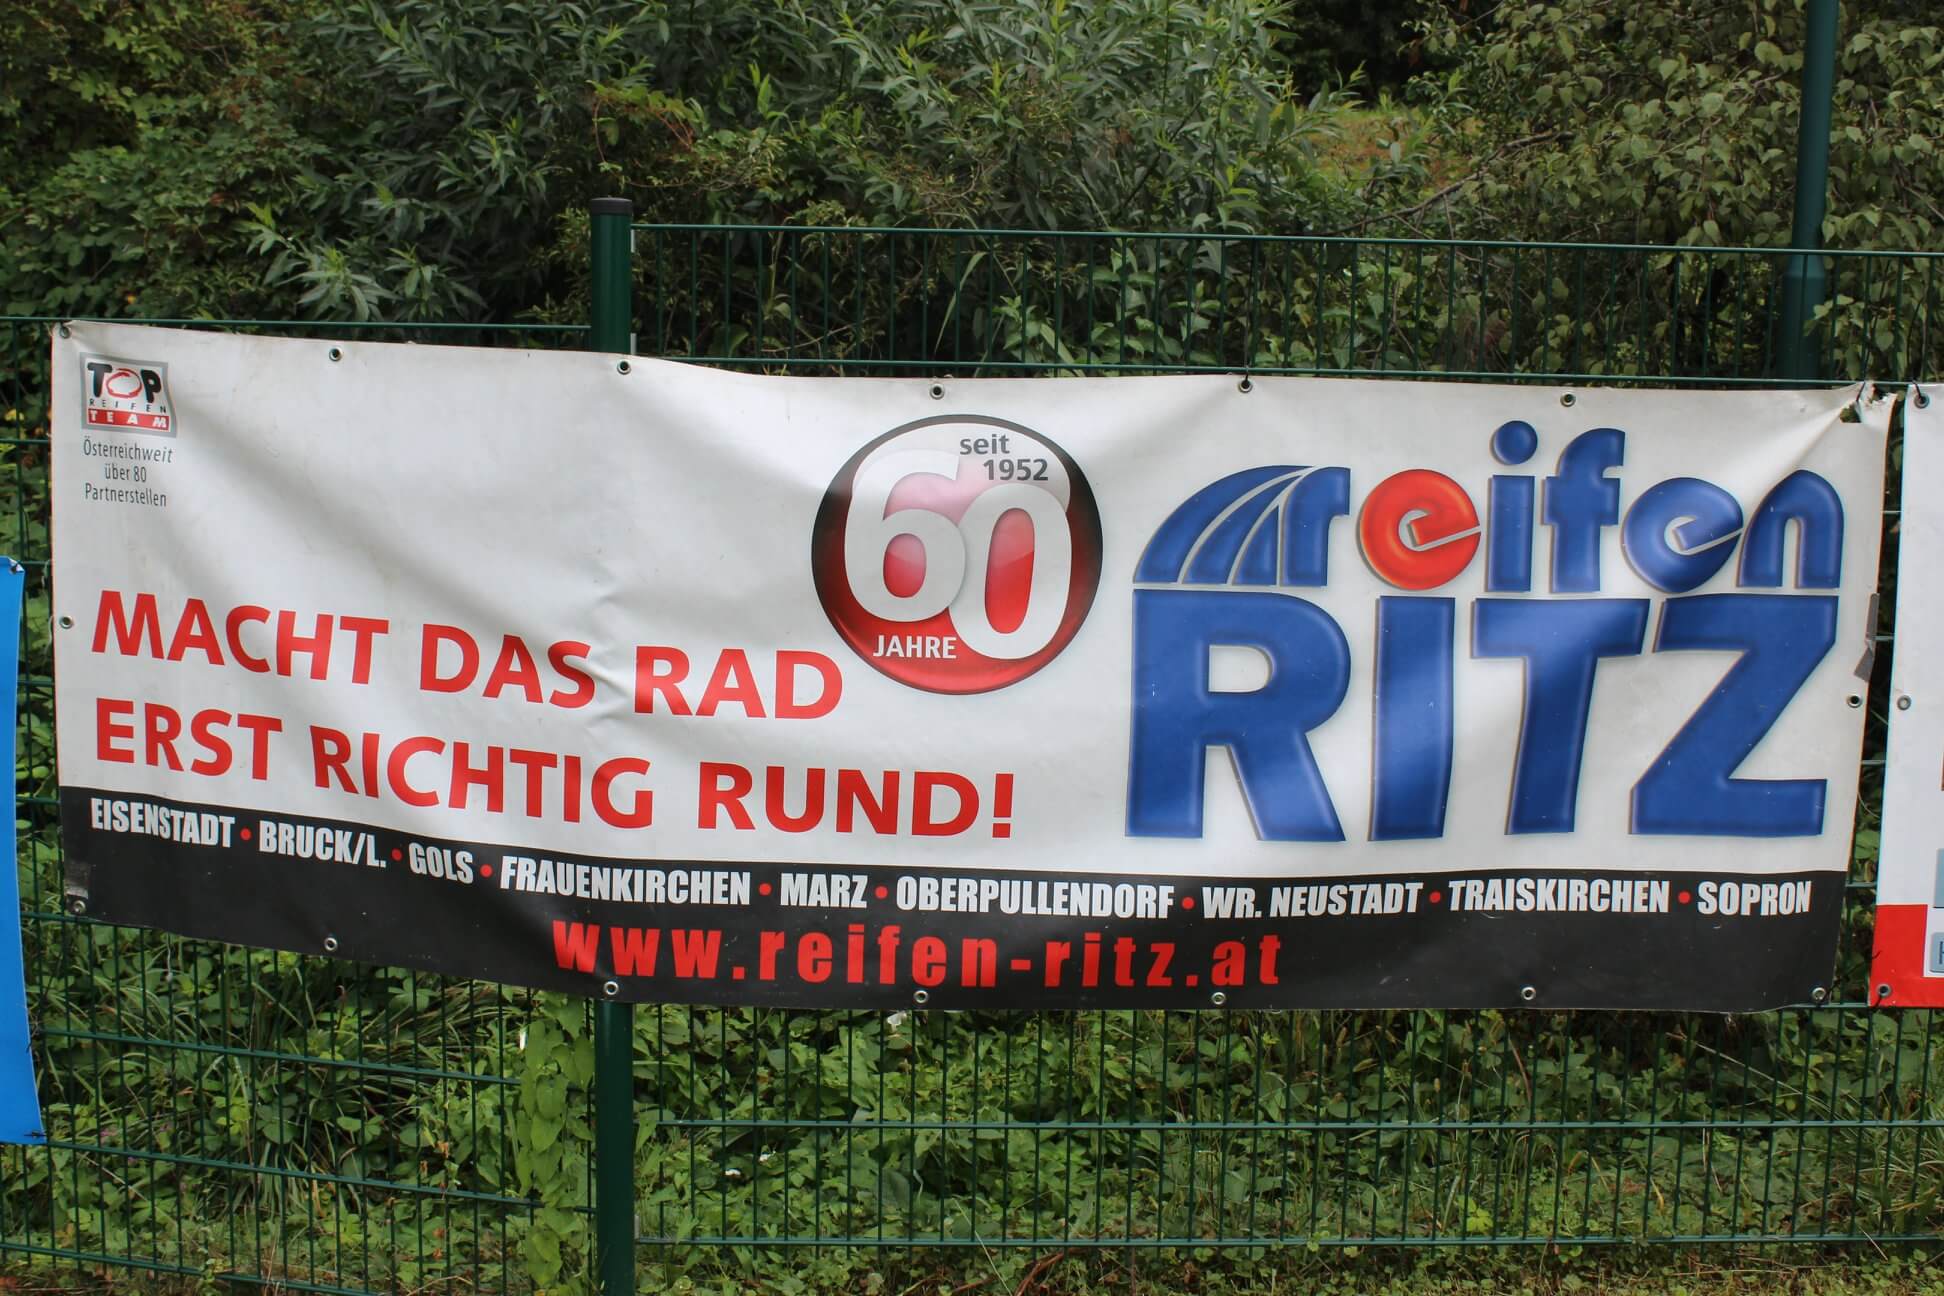 TOP
REIFEN
TEAM
Österreichweit
über 80
Partnerstellen
seit
1952
60
JAHRE
reifen
RITZ
MACHT DAS RAD
ERST RICHTIG RUND!
EISENSTADT • BRUCK/L. • GOLS • FRAUENKIRCHEN • MARZ • OBERPULLENDORF • WR. NEUSTADT • TRAISKIRCHEN • SOPRON
www.reifen-ritz.at